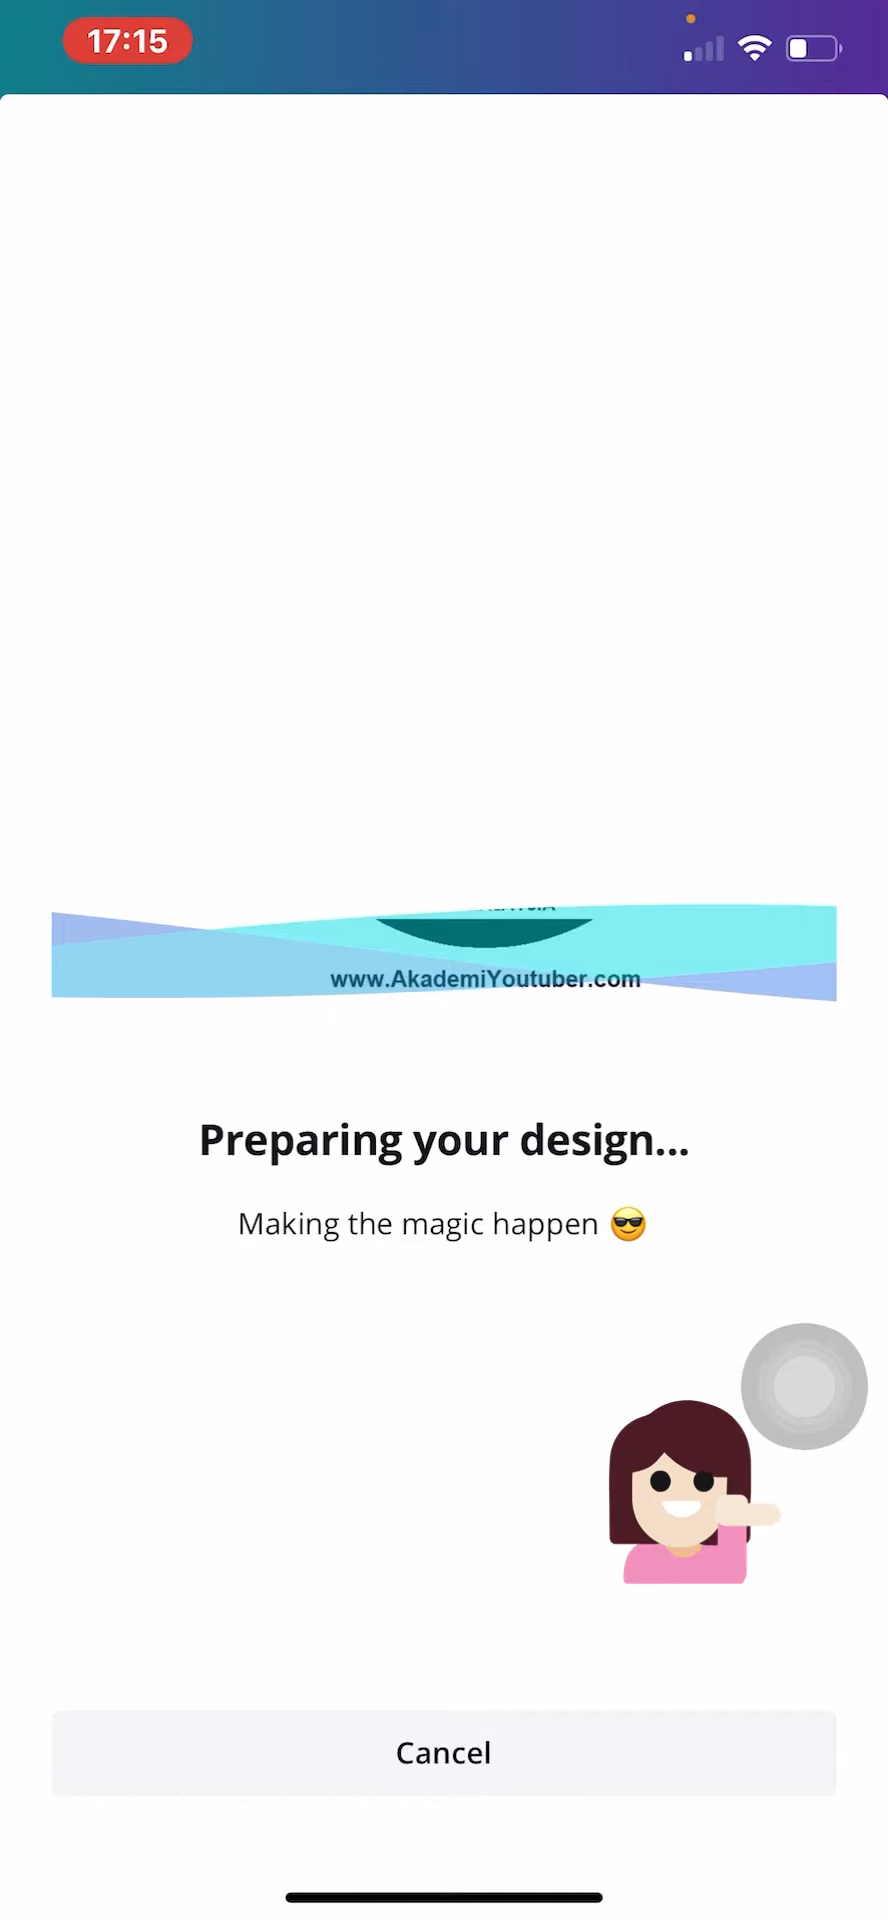 17:15
www.AkademiYoutuber.com
Preparing your design...
Making the magic happen 😎
Cancel